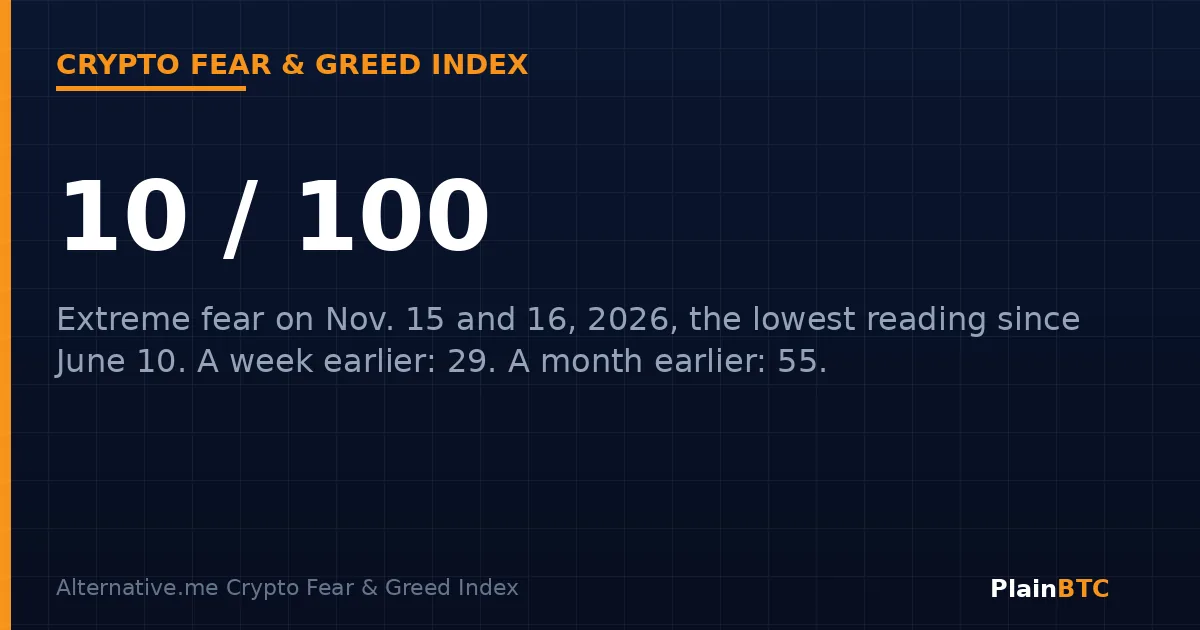 CRYPTO FEAR & GREED INDEX
10 / 100
Extreme fear on Nov. 15 and 16, 2026, the lowest reading since
June 10. A week earlier: 29. A month earlier: 55.
Alternative.me Crypto Fear & Greed Index
PlainBTC